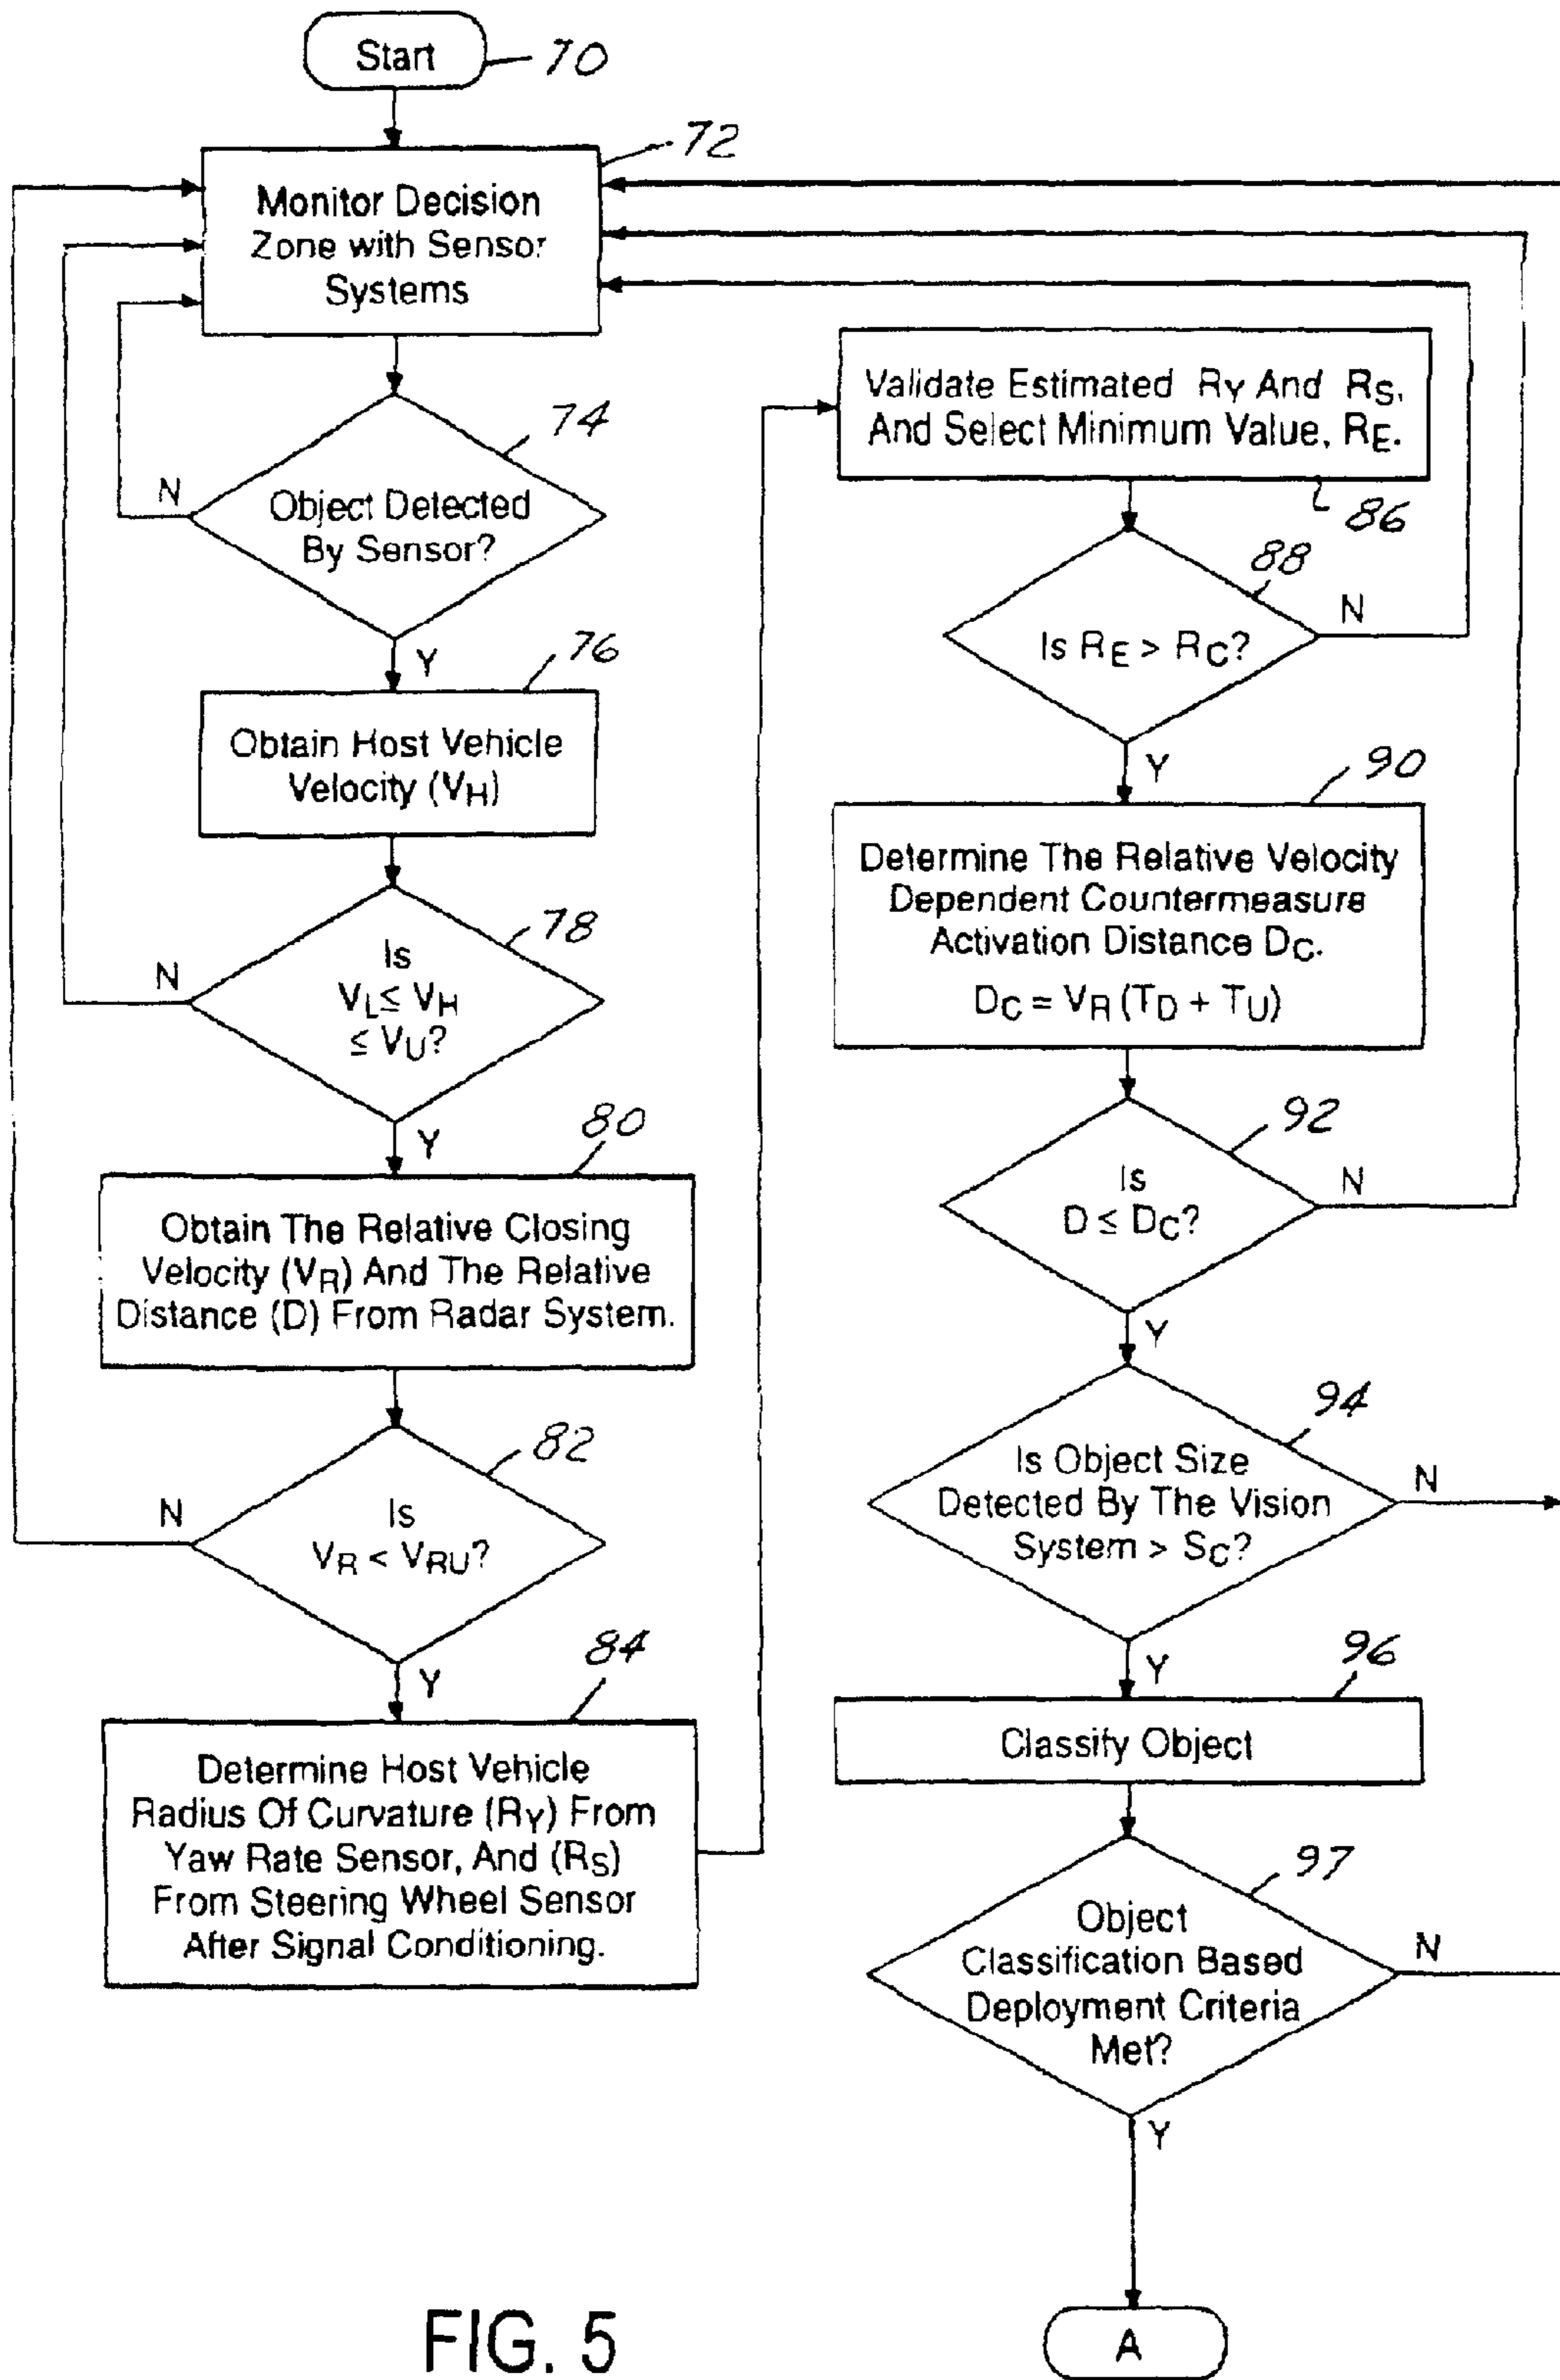 Start
70
72
Monitor Decision
Zone with Sensor
Systems
74
N
Object Detected
By Sensor?
Y
76
Obtain Host Vehicle
Velocity (VH)
78
N
Is
VL ≤ VH
≤ VU?
Y
80
Obtain The Relative Closing
Velocity (VR) And The Relative
Distance (D) From Radar System.
82
N
Is
VR < VRU?
Y
84
Determine Host Vehicle
Radius Of Curvature (RY) From
Yaw Rate Sensor, And (RS)
From Steering Wheel Sensor
After Signal Conditioning.
Validate Estimated RY And RS,
And Select Minimum Value, RE.
86
88
N
Is RE > RC?
Y
90
Determine The Relative Velocity
Dependent Countermeasure
Activation Distance DC.
DC = VR (TD + TU)
92
Is
D ≤ DC?
N
Y
94
Is Object Size
Detected By The Vision
System > SC?
N
Y
96
Classify Object
97
Object
Classification Based
Deployment Criteria
Met?
N
Y
A
FIG. 5